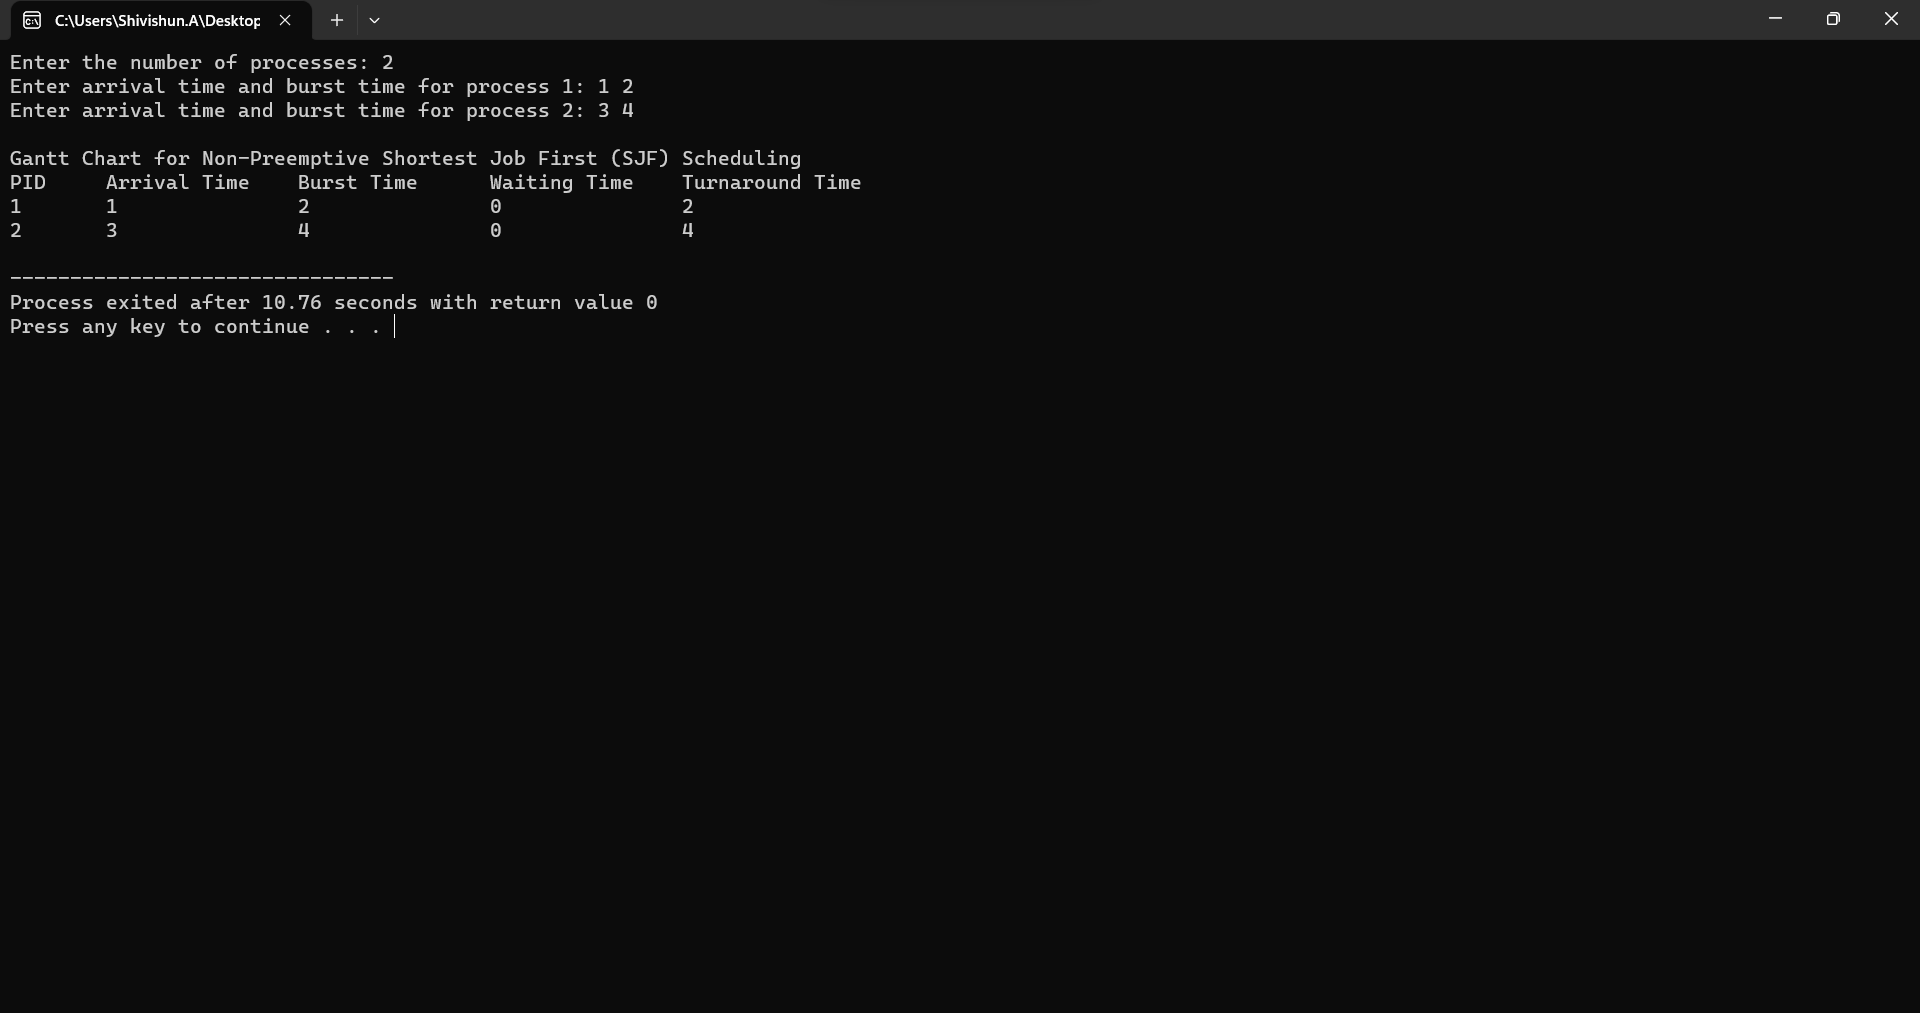 C:\Users\Shivishun.A\Desktop
Enter the number of processes: 2
Enter arrival time and burst time for process 1: 1 2
Enter arrival time and burst time for process 2: 3 4
Gantt Chart for Non-Preemptive Shortest Job First (SJF) Scheduling
PID Arrival Time Burst Time Waiting Time Turnaround Time
1 1 2 0 2
2 3 4 0 4
--------------------------------
Process exited after 10.76 seconds with return value 0
Press any key to continue . . .